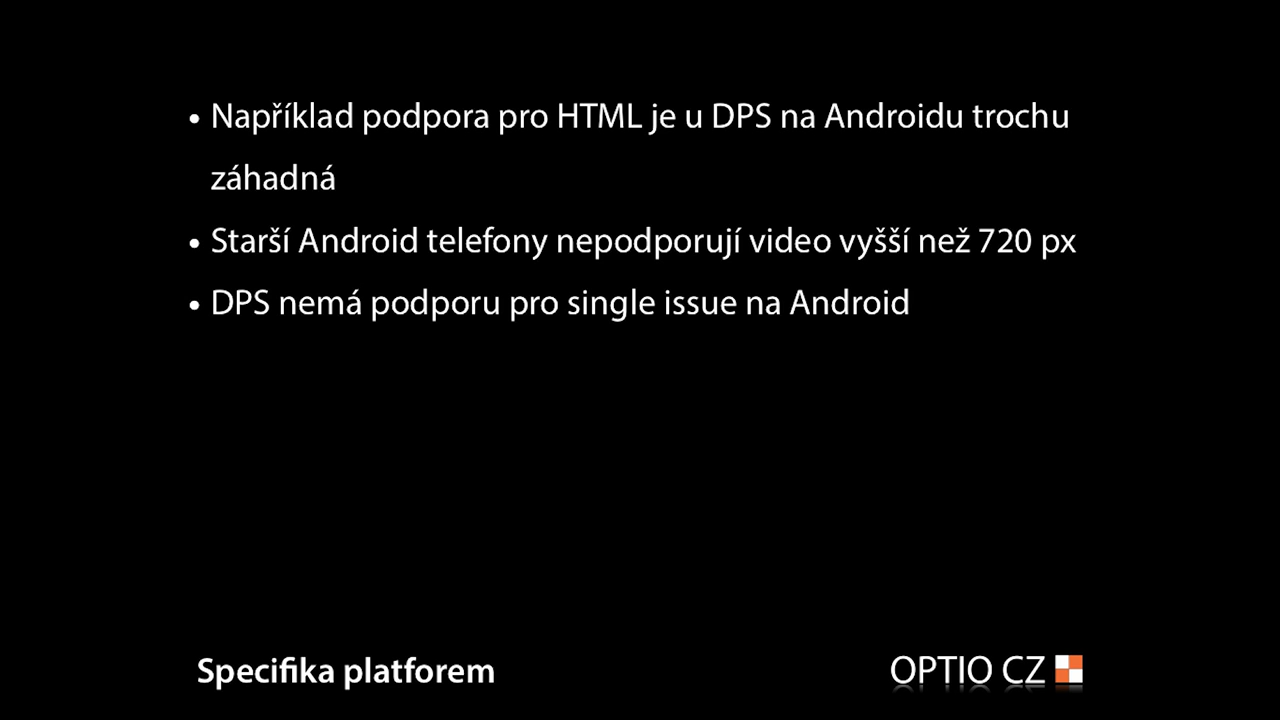 • Například podpora pro HTML je u DPS na Androidu trochu
záhadná
• Starší Android telefony nepodporují video vyšší než 720 px
• DPS nemá podporu pro single issue na Android
Specifika platforem
OPTIO CZ